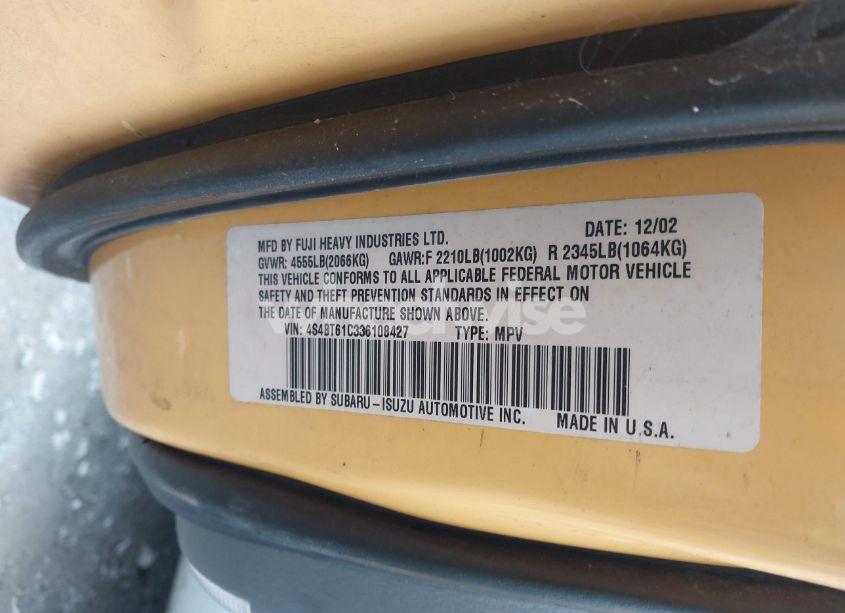 MFD BY FUJI HEAVY INDUSTRIES LTD. DATE: 12/02
GVWR: 4555LB(2066KG) GAWR:F 2210LB(1002KG) R 2345LB(1064KG)
THIS VEHICLE CONFORMS TO ALL APPLICABLE FEDERAL MOTOR VEHICLE
SAFETY AND THEFT PREVENTION STANDARDS IN EFFECT ON
THE DATE OF MANUFACTURE SHOWN ABOVE.
VIN: 4S4BT61C336108427 TYPE: MPV
ASSEMBLED BY SUBARU-ISUZU AUTOMOTIVE INC. MADE IN U.S.A.